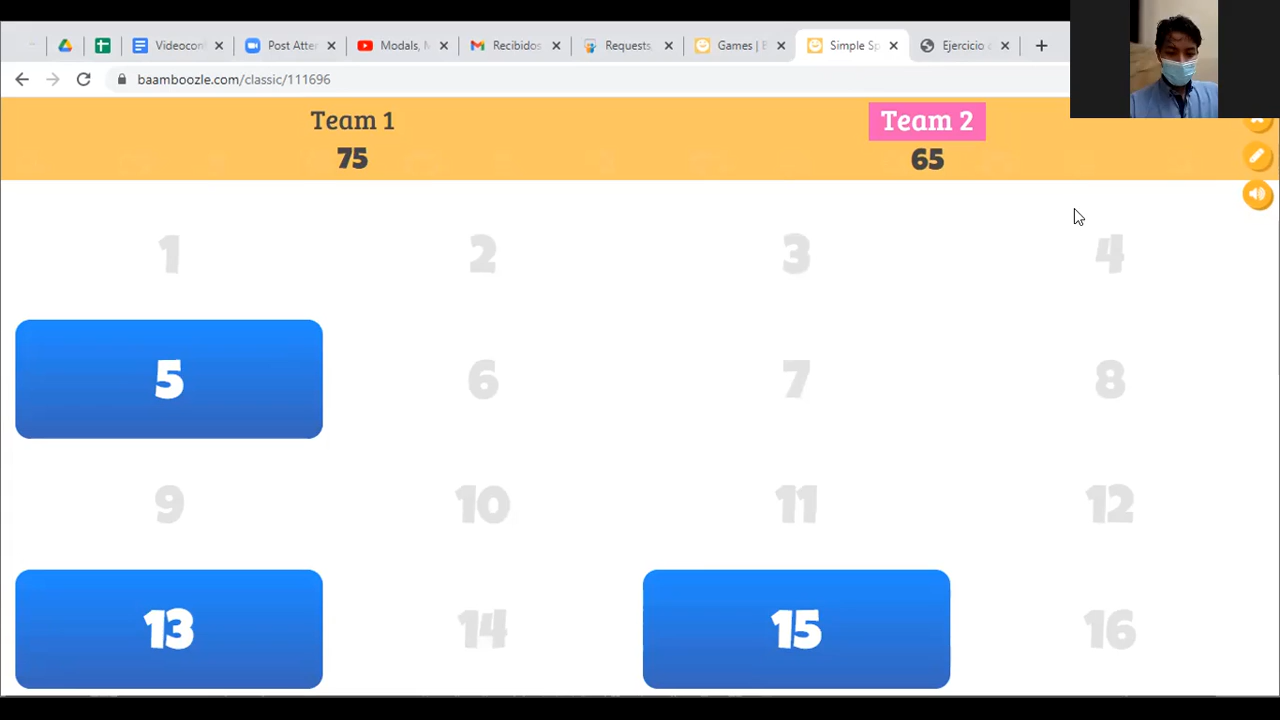 Videoconf
Post Atter
Modals, M
Recibidos
Requests,
Games | B
Simple Sp
Ejercicio c
baamboozle.com/classic/111696
Team 1
Team 2
75
65
1
2
3
4
5
6
7
8
9
10
11
12
13
14
15
16